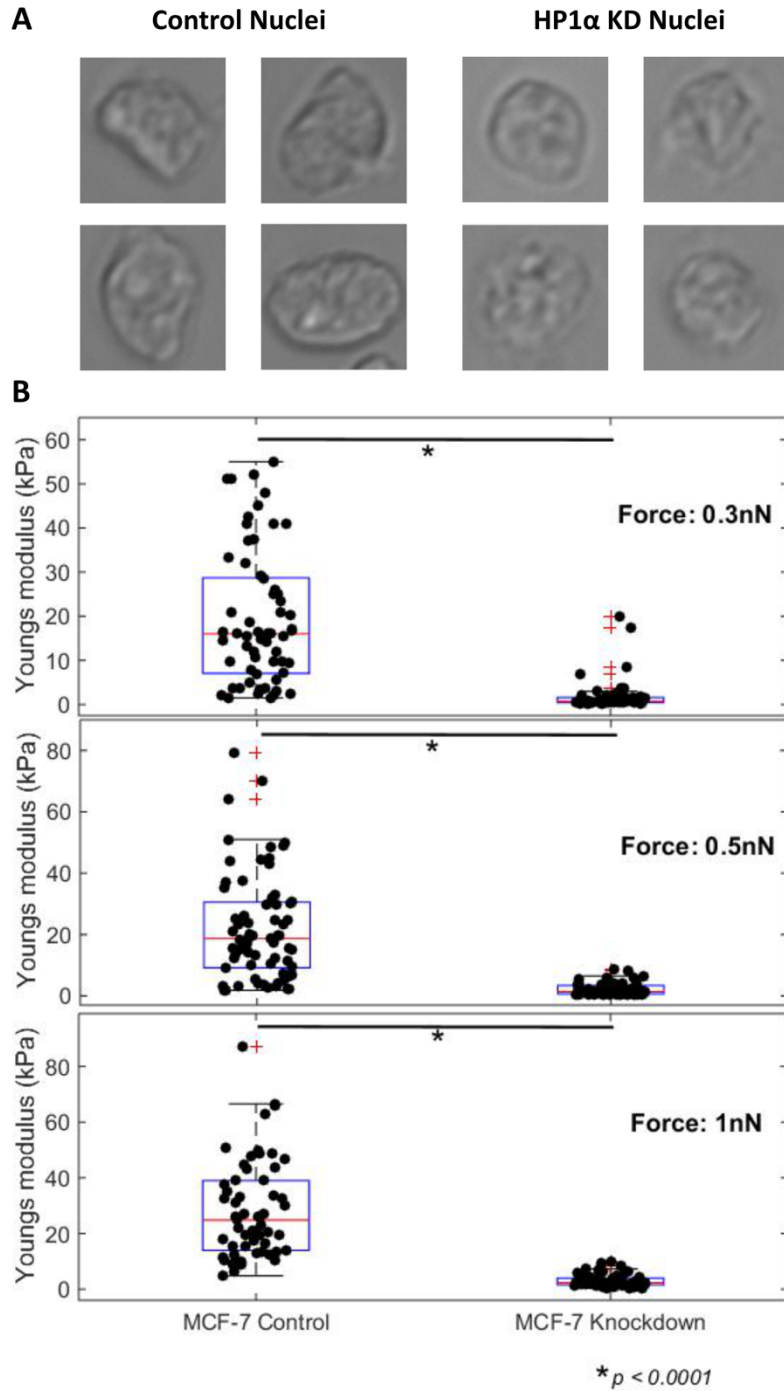 A
Control Nuclei
HP1α KD Nuclei
B
Youngs modulus (kPa)
60
50
40
30
20
10
0
*
Force: 0.3nN
Youngs modulus (kPa)
80
60
40
20
0
*
Force: 0.5nN
Youngs modulus (kPa)
80
60
40
20
0
*
Force: 1nN
MCF-7 Control
MCF-7 Knockdown
*p < 0.0001